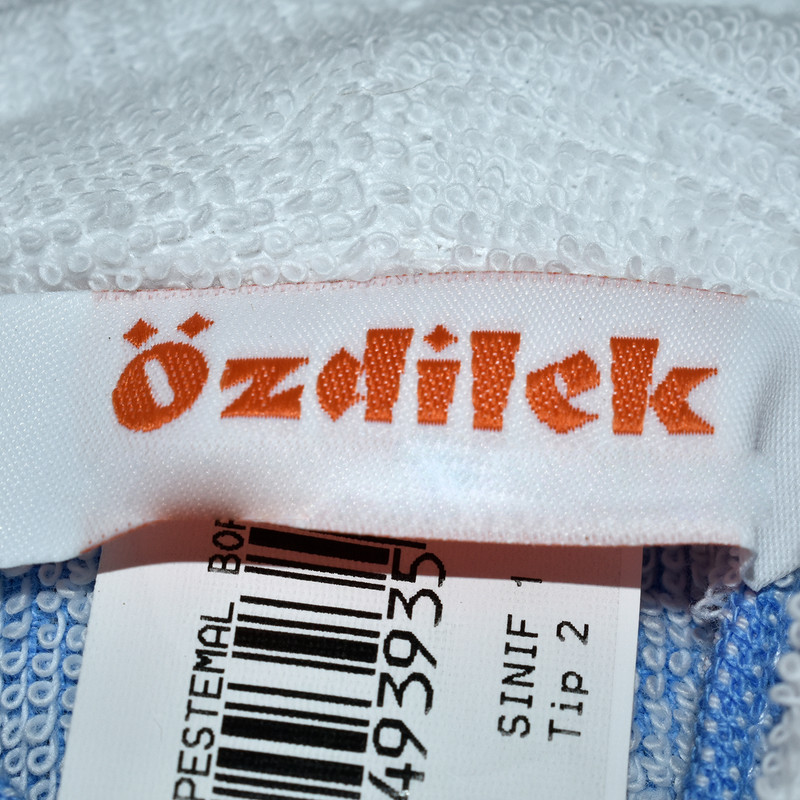 Özdilek
PESTEMAL
493935
SINIF 1
Tip 2